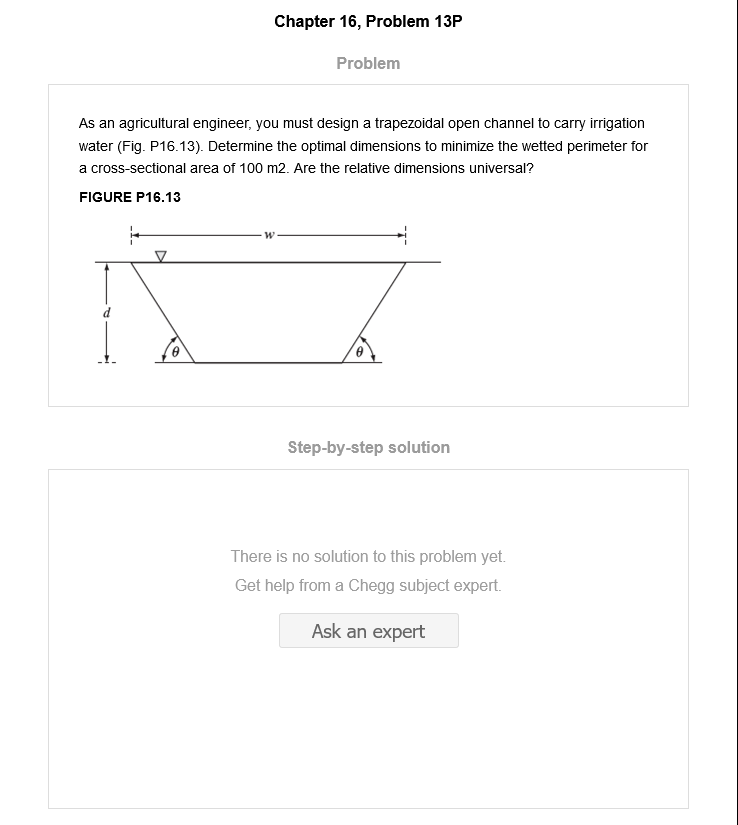 Chapter 16, Problem 13P
Problem
As an agricultural engineer, you must design a trapezoidal open channel to carry irrigation
water (Fig. P16.13). Determine the optimal dimensions to minimize the wetted perimeter for
a cross-sectional area of 100 m2. Are the relative dimensions universal?
FIGURE P16.13
w
d
θ θ
Step-by-step solution
There is no solution to this problem yet.
Get help from a Chegg subject expert.
Ask an expert